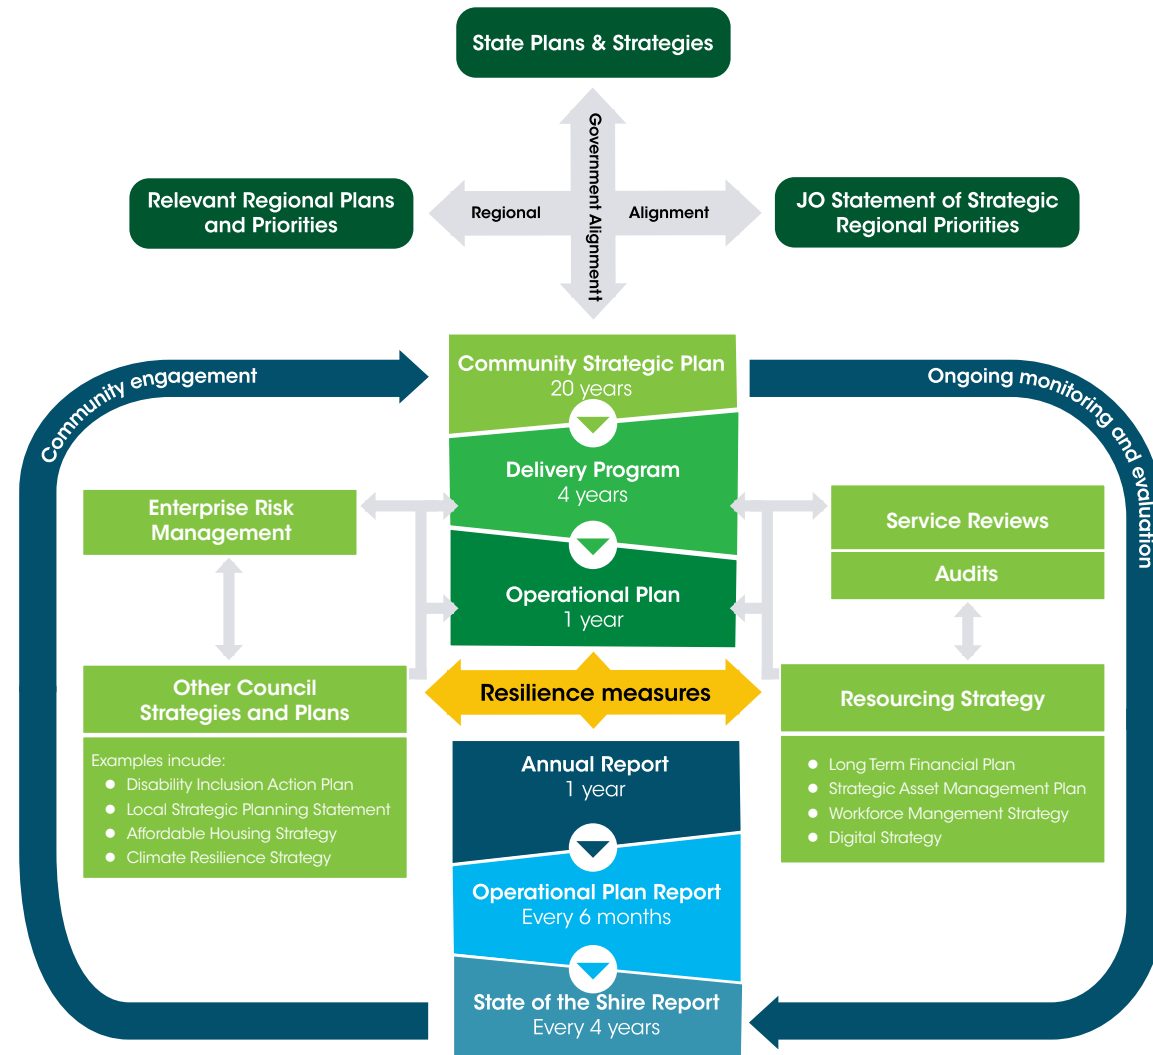 State Plans & Strategies
Government Alignment††
Relevant Regional Plans
and Priorities
Regional
Alignment
JO Statement of Strategic
Regional Priorities
Community engagement
Community Strategic Plan
20 years
Ongoing monitoring and evaluation
Delivery Program
4 years
Enterprise Risk
Management
Service Reviews
Audits
Operational Plan
1 year
Other Council
Strategies and Plans
Resilience measures
Resourcing Strategy
Examples incude:
Disability Inclusion Action Plan
Local Strategic Planning Statement
Affordable Housing Strategy
Climate Resilience Strategy
Annual Report
1 year
Long Term Financial Plan
Strategic Asset Management Plan
Workforce Mangement Strategy
Digital Strategy
Operational Plan Report
Every 6 months
State of the Shire Report
Every 4 years